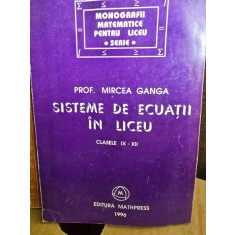 MONOGRAFII
MATEMATICE
PENTRU LICEU
• SERIE •
PROF. MIRCEA GANGA
SISTEME DE ECUAȚII
ÎN LICEU
CLASELE IX - XII
EDITURA MATHPRESS
1996